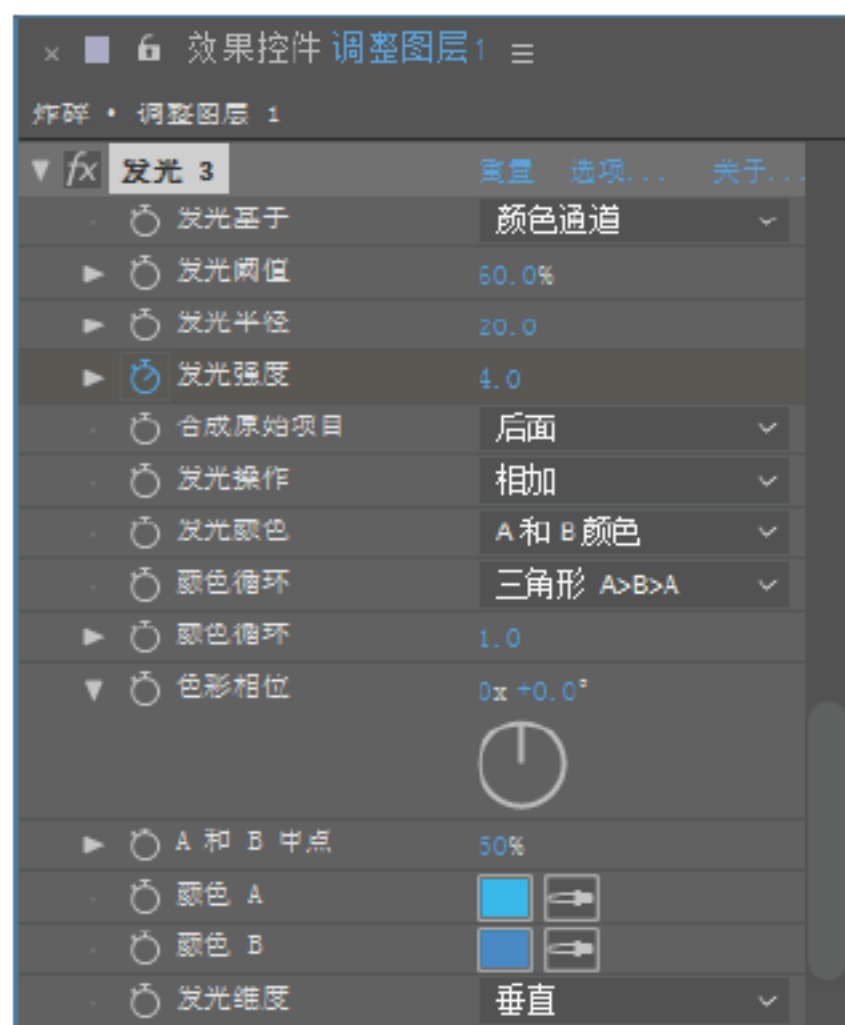 × 效果控件 调整图层1 ≡
炸碎 • 调整图层 1
fx 发光 3 重置 选项... 关于...
发光基于 颜色通道
发光阈值 60.0%
发光半径 20.0
发光强度 4.0
合成原始项目 后面
发光操作 相加
发光颜色 A 和 B 颜色
颜色循环 三角形 A>B>A
颜色循环 1.0
色彩相位 0x +0.0°
A 和 B 中点 50%
颜色 A
颜色 B
发光维度 垂直